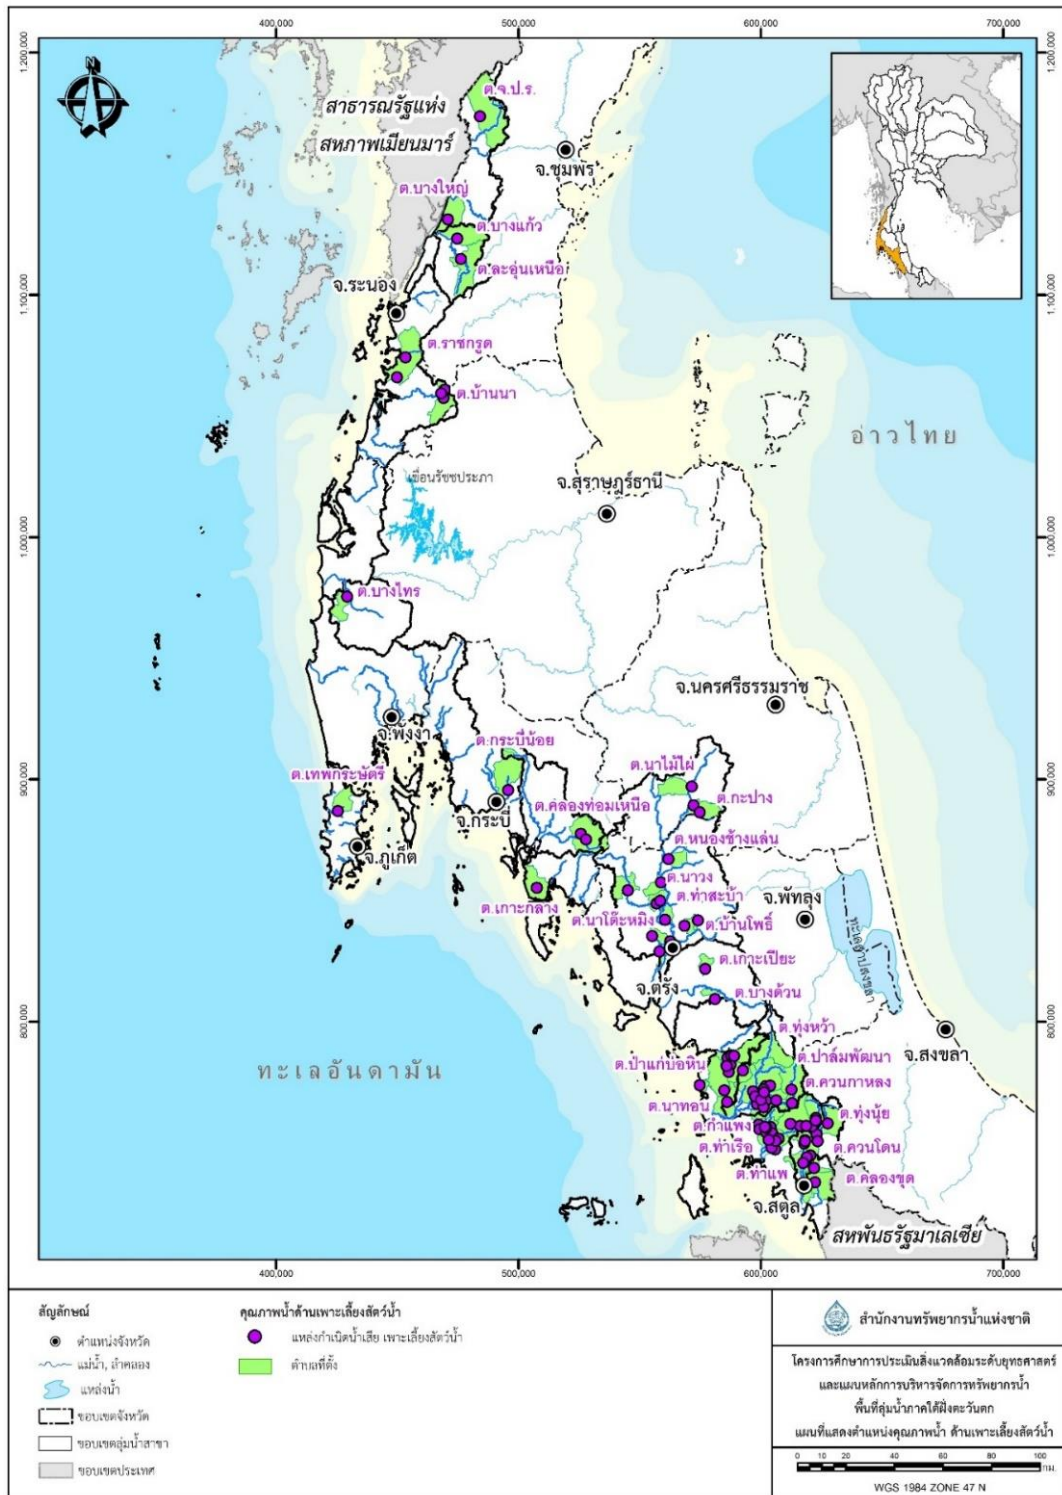 400,000 500,000 600,000 700,000
1,200,000 1,200,000
N
สาธารณรัฐแห่ง
สหภาพเมียนมาร์
ต.จ.ป.ร.
จ.ชุมพร
ต.บางใหญ่
ต.บางแก้ว
ต.ละอุ่นเหนือ
จ.ระนอง
1,100,000 1,100,000
ต.ราชกรูด
ต.บ้านนา
อ่าวไทย
เขื่อนรัชชประภา
จ.สุราษฎร์ธานี
1,000,000 1,000,000
ต.บางไทร
จ.นครศรีธรรมราช
จ.พังงา
ต.กระบี่น้อย
ต.นาไม้ไผ่
ต.เทพกระษัตรี
900,000 900,000
ต.กะปาง
ต.คลองท่อมเหนือ
จ.กระบี่
ต.หนองช้างแล่น
จ.ภูเก็ต
ต.นาวง
ต.ท่าสะบ้า
จ.พัทลุง
ต.เกาะกลาง
ต.นาโต๊ะหมิง
ต.บ้านโพธิ์
ทะเลสาปสงขลา
ต.เกาะเปียะ
จ.ตรัง
ต.บางด้วน
800,000 800,000
ต.ทุ่งหว้า
จ.สงขลา
ต.ป่าแก่บ่อหิน
ต.ปาล์มพัฒนา
ทะเลอันดามัน
ต.ควนกาหลง
ต.นาทอน
ต.ทุ่งนุ้ย
ต.กำแพง
ต.ท่าเรือ
ต.ควนโดน
ต.ท่าแพ
ต.คลองขุด
จ.สตูล
สหพันธรัฐมาเลเซีย
400,000 500,000 600,000 700,000
สัญลักษณ์
ตำแหน่งจังหวัด
แม่น้ำ, ลำคลอง
แหล่งน้ำ
ขอบเขตจังหวัด
ขอบเขตลุ่มน้ำสาขา
ขอบเขตประเทศ
คุณภาพน้ำด้านเพาะเลี้ยงสัตว์น้ำ
แหล่งกำเนิดน้ำเสีย เพาะเลี้ยงสัตว์น้ำ
ตำบลที่ตั้ง
สำนักงานทรัพยากรน้ำแห่งชาติ
โครงการศึกษาการประเมินสิ่งแวดล้อมระดับยุทธศาสตร์
และแผนหลักการบริหารจัดการทรัพยากรน้ำ
พื้นที่ลุ่มน้ำภาคใต้ฝั่งตะวันตก
แผนที่แสดงตำแหน่งคุณภาพน้ำ ด้านเพาะเลี้ยงสัตว์น้ำ
0 10 20 40 60 80 100
กม.
WGS 1984 ZONE 47 N